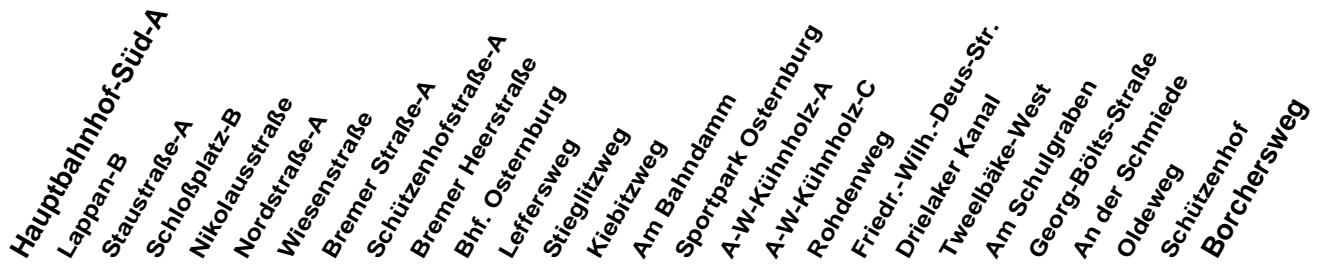 Hauptbahnhof-Süd-A
Lappan-B
Staustraße-A
Schloßplatz-B
Nikolausstraße
Nordstraße-A
Wiesenstraße
Bremer Straße-A
Schützenhofstraße-A
Bremer Heerstraße
Bhf. Osternburg
Leffersweg
Stieglitzweg
Kiebitzweg
Am Bahndamm
Sportpark Osternburg
A-W-Kühnholz-A
A-W-Kühnholz-C
Rohdenweg
Friedr.-Wilh.-Deus-Str.
Drielaker Kanal
Tweelbäke-West
Am Schulgraben
Georg-Bölts-Straße
An der Schmiede
Oldeweg
Schützenhof
Borchersweg